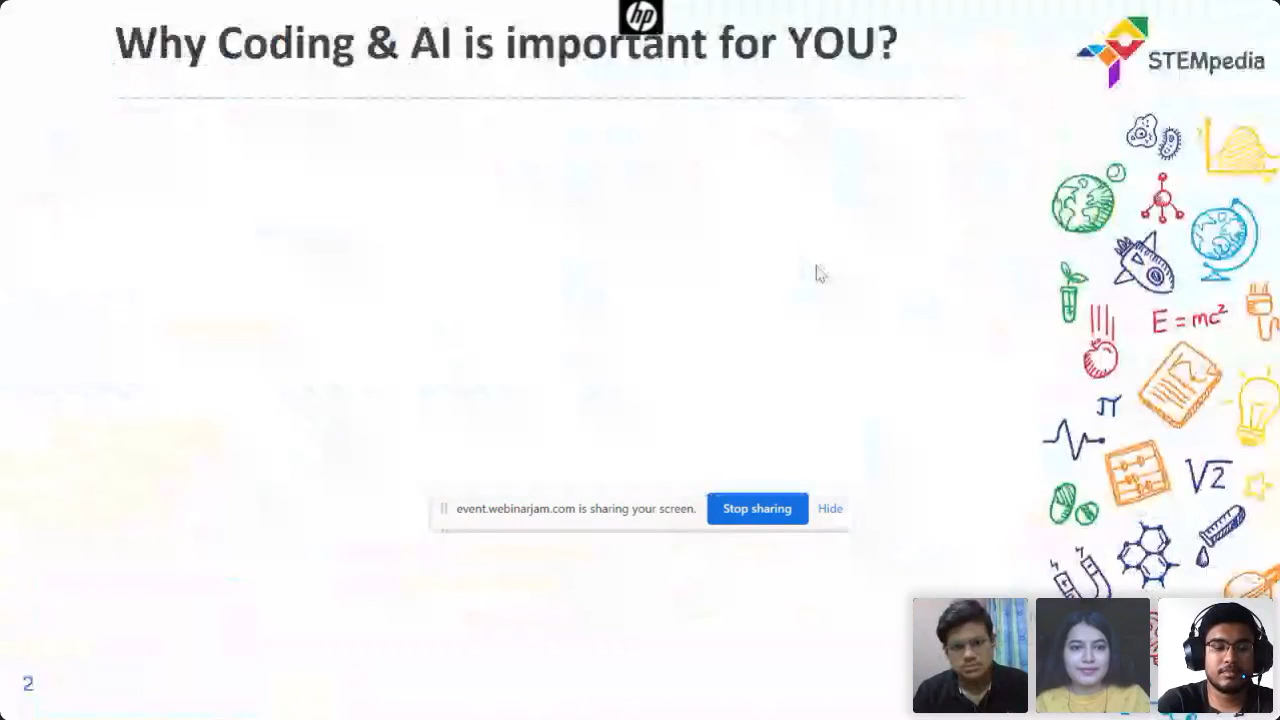 hp
Why Coding & AI is important for YOU?
STEMpedia
E = mc²
π
√2
event.webinarjam.com is sharing your screen.
Stop sharing
Hide
2